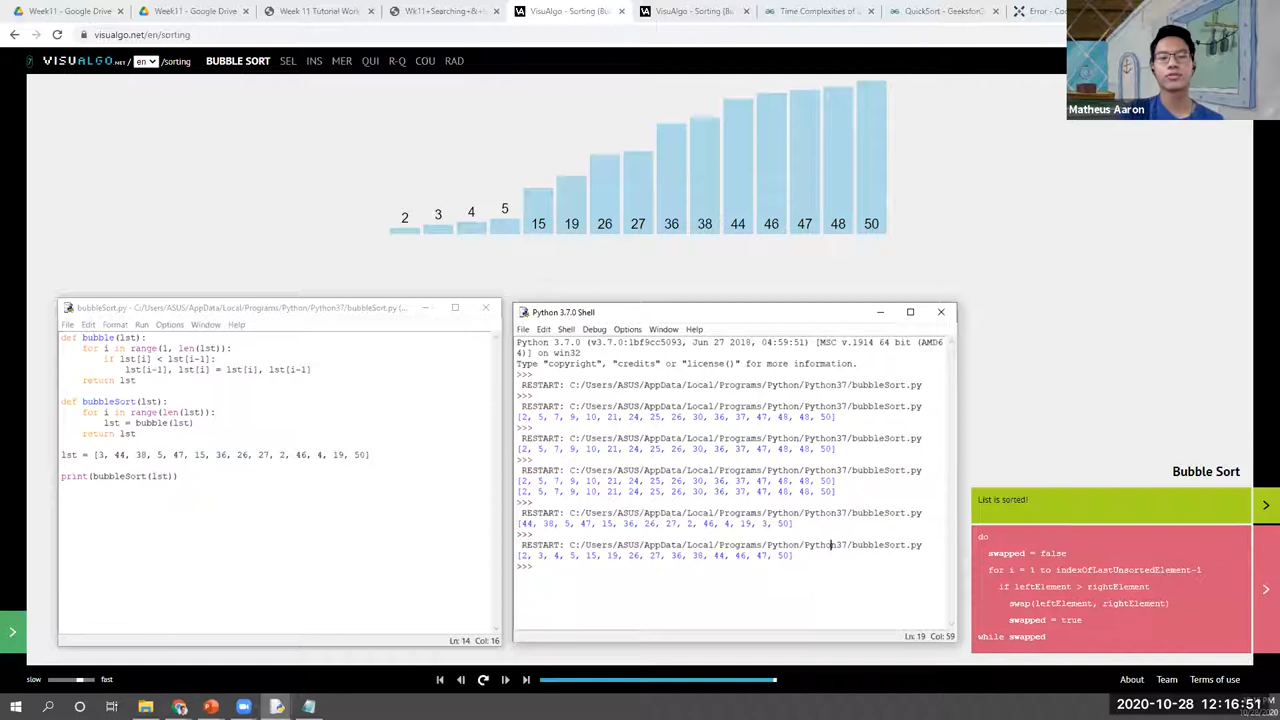 Week11 - Google Drive
Week11 - Google Drive
Week 11 Tutorial Work
Wk11+Searching+&+
VisuAlgo - Sorting (Bu
VisuAlgo - Sorting (Bu
Time Complexities of
QuickSort - GeeksforG
Error - Co
visualgo.net/en/sorting
7 VISUALGO.NET / en /sorting BUBBLE SORT SEL INS MER QUI R-Q COU RAD
Matheus Aaron
2 3 4 5 15 19 26 27 36 38 44 46 47 48 50
bubbleSort.py - C:/Users/ASUS/AppData/Local/Programs/Python/Python37/bubbleSort.py (...
File Edit Format Run Options Window Help
def bubble(lst):
for i in range(1, len(lst)):
if lst[i] < lst[i-1]:
lst[i-1], lst[i] = lst[i], lst[i-1]
return lst
def bubbleSort(lst):
for i in range(len(lst)):
lst = bubble(lst)
return lst
lst = [3, 44, 38, 5, 47, 15, 36, 26, 27, 2, 46, 4, 19, 50]
print(bubbleSort(lst))
Ln: 14 Col: 16
Python 3.7.0 Shell
File Edit Shell Debug Options Window Help
Python 3.7.0 (v3.7.0:1bf9cc5093, Jun 27 2018, 04:59:51) [MSC v.1914 64 bit (AMD6
4)] on win32
Type "copyright", "credits" or "license()" for more information.
>>>
RESTART: C:/Users/ASUS/AppData/Local/Programs/Python/Python37/bubbleSort.py
>>>
RESTART: C:/Users/ASUS/AppData/Local/Programs/Python/Python37/bubbleSort.py
[2, 5, 7, 9, 10, 21, 24, 25, 26, 30, 36, 37, 47, 48, 48, 50]
>>>
RESTART: C:/Users/ASUS/AppData/Local/Programs/Python/Python37/bubbleSort.py
[2, 5, 7, 9, 10, 21, 24, 25, 26, 30, 36, 37, 47, 48, 48, 50]
>>>
RESTART: C:/Users/ASUS/AppData/Local/Programs/Python/Python37/bubbleSort.py
[2, 5, 7, 9, 10, 21, 24, 25, 26, 30, 36, 37, 47, 48, 48, 50]
[2, 5, 7, 9, 10, 21, 24, 25, 26, 30, 36, 37, 47, 48, 48, 50]
>>>
RESTART: C:/Users/ASUS/AppData/Local/Programs/Python/Python37/bubbleSort.py
[44, 38, 5, 47, 15, 36, 26, 27, 2, 46, 4, 19, 3, 50]
>>>
RESTART: C:/Users/ASUS/AppData/Local/Programs/Python/Python37/bubbleSort.py
[2, 3, 4, 5, 15, 19, 26, 27, 36, 38, 44, 46, 47, 50]
>>>
Ln: 19 Col: 59
Bubble Sort
List is sorted!
do
swapped = false
for i = 1 to indexOfLastUnsortedElement-1
if leftElement > rightElement
swap(leftElement, rightElement)
swapped = true
while swapped
slow fast
About Team Terms of use
2020-10-28 12:16:51